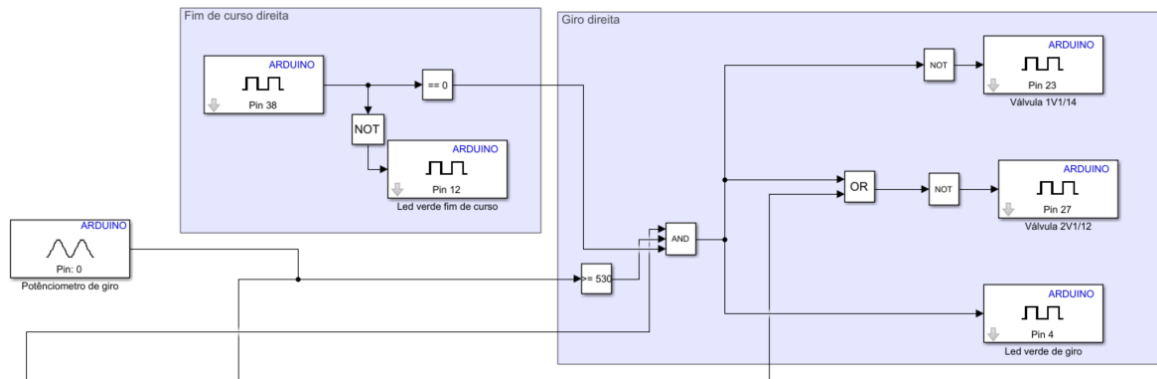 Fim de curso direita
ARDUINO
Pin 38
== 0
NOT
ARDUINO
Pin 12
Led verde fim de curso
ARDUINO
Pin: 0
Potênciometro de giro
Giro direita
>= 530
AND
NOT
ARDUINO
Pin 23
Válvula 1V1/14
OR
NOT
ARDUINO
Pin 27
Válvula 2V1/12
ARDUINO
Pin 4
Led verde de giro